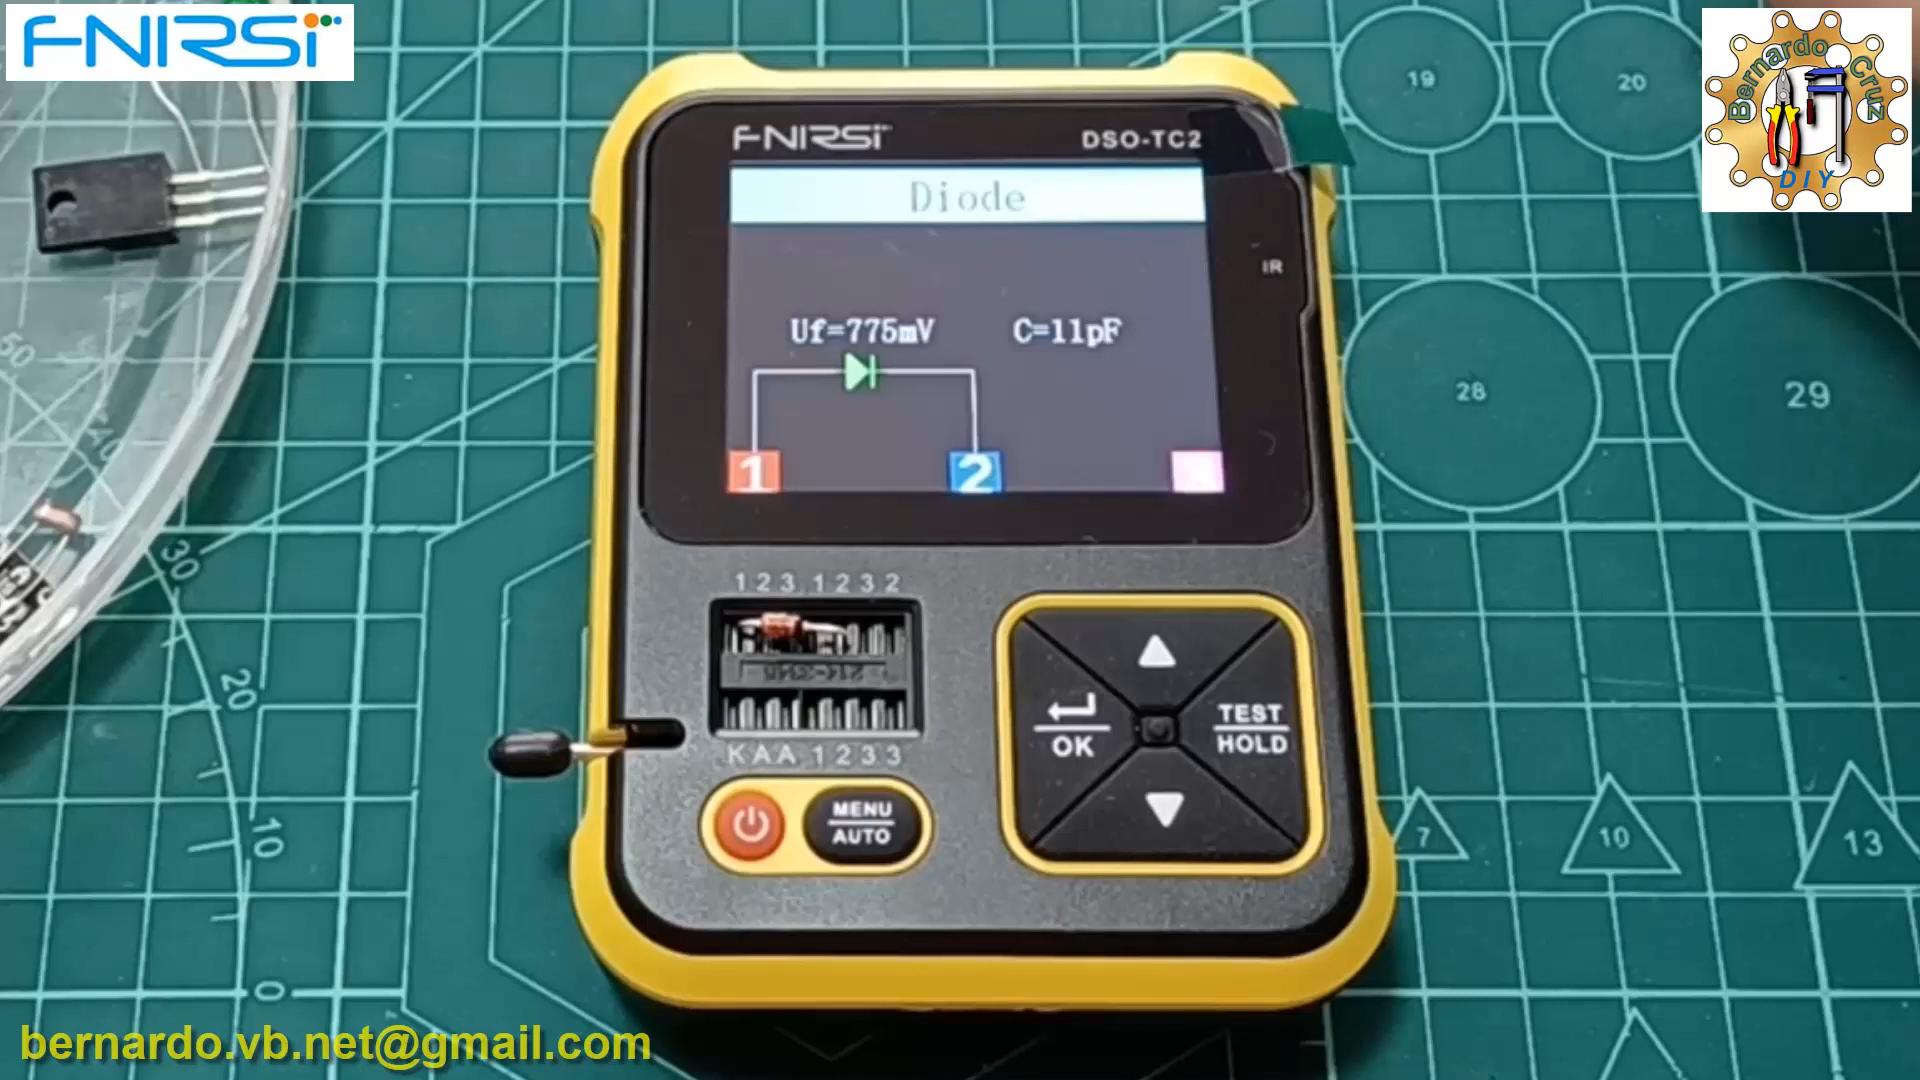 FNIRSI
Bernardo Cruz
DIY
19
20
FNIRSI
DSO-TC2
Diode
IR
Uf=775mV
C=11pF
28
29
1
2
50
40
30
20
10
0
1 2 3 1 2 3 2
K A A 1 2 3 3
OK
TEST
HOLD
MENU
AUTO
7
10
13
bernardo.vb.net@gmail.com